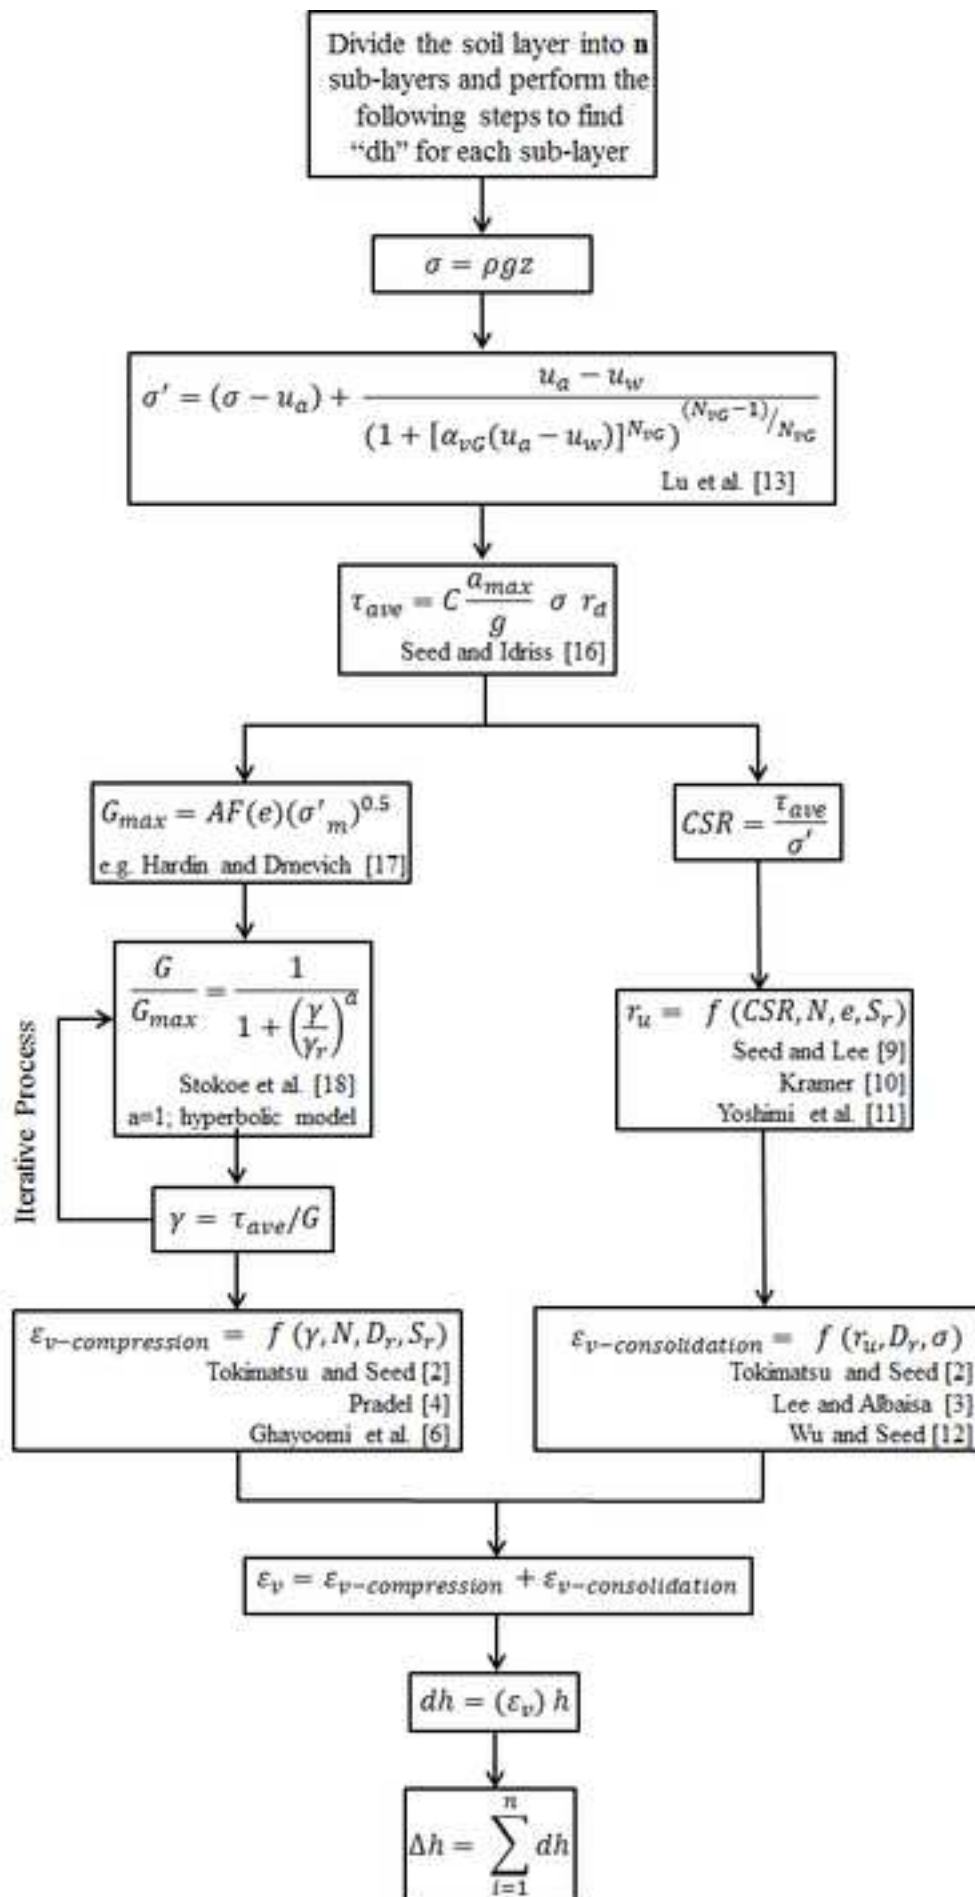 Divide the soil layer into n
sub-layers and perform the
following steps to find
“dh” for each sub-layer
σ = ρgz
σ′ = (σ − u_a) + (u_a − u_w) / (1 + [α_vG(u_a − u_w)]^N_vG)^((N_vG−1)/N_vG)
Lu et al. [13]
τ_ave = C (a_max / g) σ r_d
Seed and Idriss [16]
G_max = AF(e)(σ′_m)^0.5
e.g. Hardin and Drnevich [17]
CSR = τ_ave / σ′
G / G_max = 1 / (1 + (γ / γ_r)^a)
Stokoe et al. [18]
a=1; hyperbolic model
Iterative Process
r_u = f (CSR, N, e, S_r)
Seed and Lee [9]
Kramer [10]
Yoshimi et al. [11]
γ = τ_ave/G
ε_v−compression = f (γ, N, D_r, S_r)
Tokimatsu and Seed [2]
Pradel [4]
Ghayoomi et al. [6]
ε_v−consolidation = f (r_u, D_r, σ)
Tokimatsu and Seed [2]
Lee and Albaisa [3]
Wu and Seed [12]
ε_v = ε_v−compression + ε_v−consolidation
dh = (ε_v) h
Δh = ∑_{i=1}^{n} dh